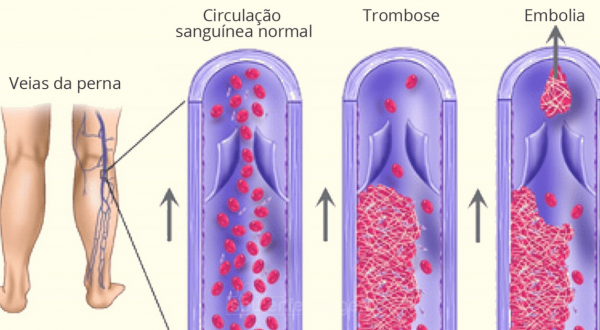 Circulação
sanguínea normal
Trombose
Embolia
Veias da perna